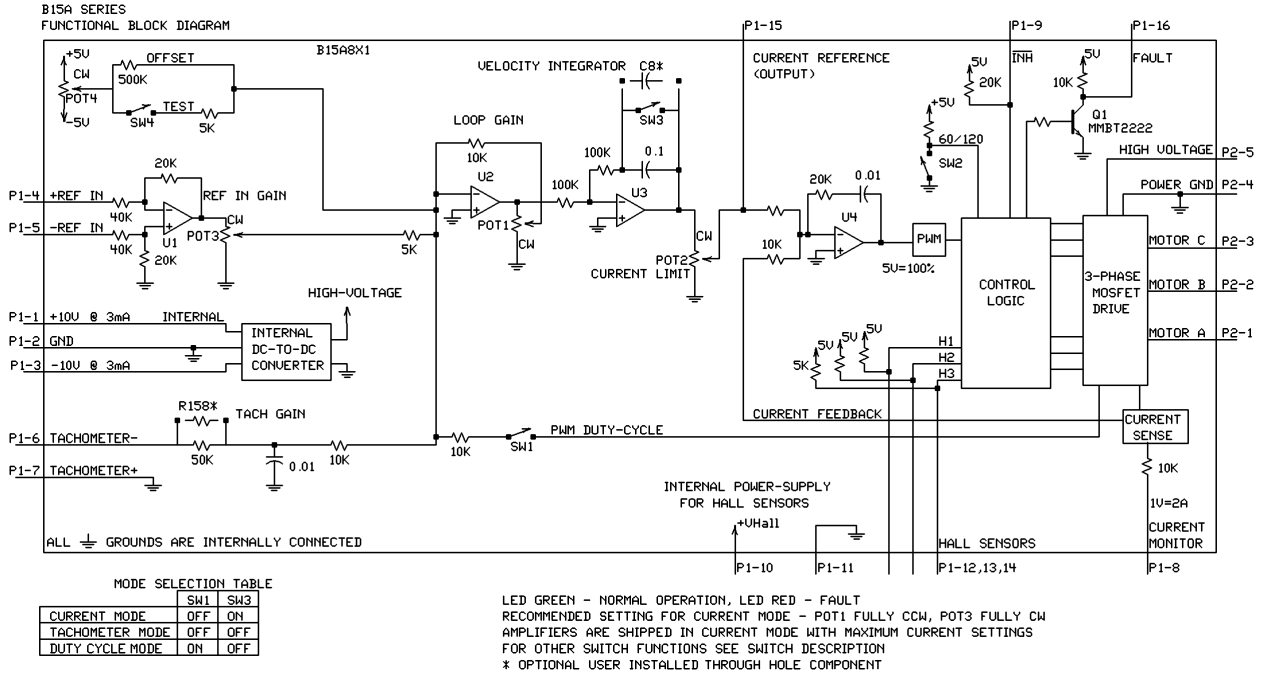 B15A SERIES
FUNCTIONAL BLOCK DIAGRAM
P1-15
P1-9
P1-16
B15A8X1
+5V
CW
POT4
-5V
OFFSET
500K
TEST
SW4
5K
VELOCITY INTEGRATOR
C8*
SW3
CURRENT REFERENCE
(OUTPUT)
INH
5V
20K
5V
10K
FAULT
Q1
MMBT2222
+5V
60/120
SW2
LOOP GAIN
10K
U2
POT1
CW
100K
100K
0.1
U3
HIGH VOLTAGE
P2-5
POWER GND
P2-4
MOTOR C
P2-3
MOTOR B
P2-2
MOTOR A
P2-1
P1-4
+REF IN
40K
20K
REF IN GAIN
P1-5
-REF IN
40K
20K
U1
POT3
CW
5K
CW
POT2
CURRENT LIMIT
10K
20K
0.01
U4
PWM
5V=100%
CONTROL
LOGIC
3-PHASE
MOSFET
DRIVE
HIGH-VOLTAGE
P1-1
+10V @ 3mA
INTERNAL
P1-2
GND
P1-3
-10V @ 3mA
INTERNAL
DC-TO-DC
CONVERTER
5V
5V
5V
5K
H1
H2
H3
CURRENT FEEDBACK
CURRENT
SENSE
R158*
TACH GAIN
P1-6
TACHOMETER-
50K
0.01
10K
10K
SW1
PWM DUTY-CYCLE
P1-7
TACHOMETER+
10K
1V=2A
CURRENT
MONITOR
P1-8
INTERNAL POWER-SUPPLY
FOR HALL SENSORS
+VHall
P1-10
P1-11
HALL SENSORS
P1-12,13,14
ALL GROUNDS ARE INTERNALLY CONNECTED
MODE SELECTION TABLE
SW1 SW3
CURRENT MODE OFF ON
TACHOMETER MODE OFF OFF
DUTY CYCLE MODE ON OFF
LED GREEN - NORMAL OPERATION, LED RED - FAULT
RECOMMENDED SETTING FOR CURRENT MODE - POT1 FULLY CCW, POT3 FULLY CW
AMPLIFIERS ARE SHIPPED IN CURRENT MODE WITH MAXIMUM CURRENT SETTINGS
FOR OTHER SWITCH FUNCTIONS SEE SWITCH DESCRIPTION
* OPTIONAL USER INSTALLED THROUGH HOLE COMPONENT